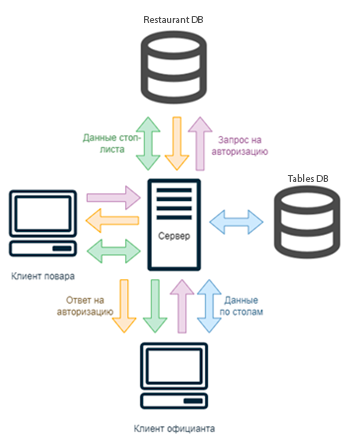 Restaurant DB
Данные стоп-
листа
Запрос на
авторизацию
Tables DB
Сервер
Клиент повара
Ответ на
авторизацию
Данные
по столам
Клиент официанта